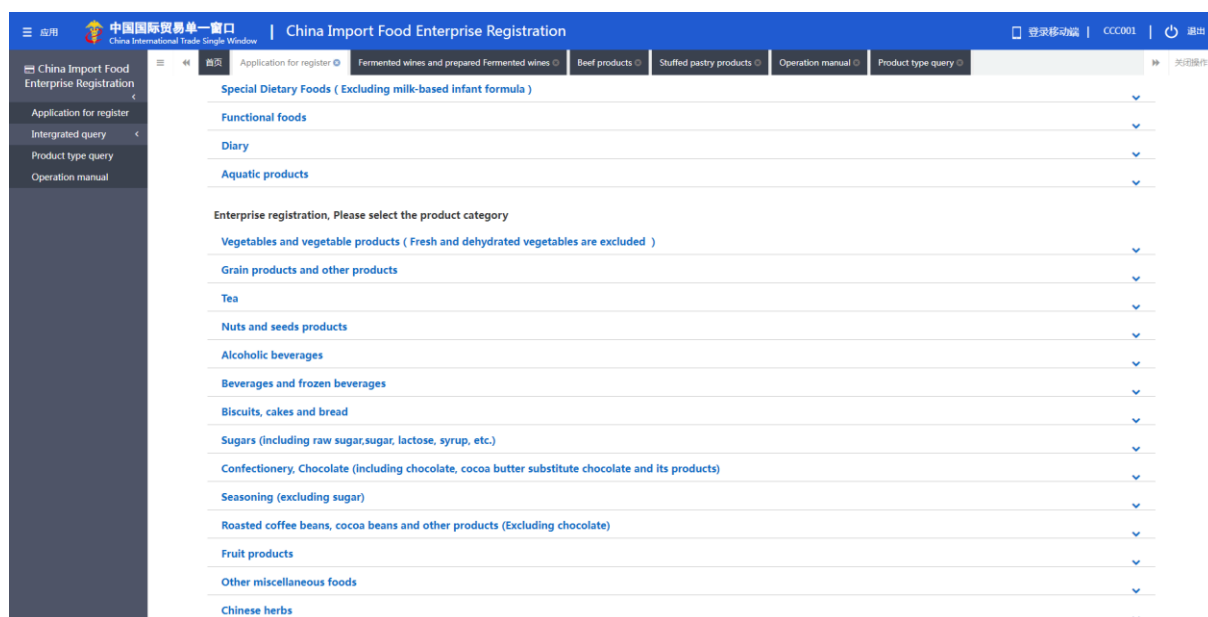 应用
中国国际贸易单一窗口
China International Trade Single Window
China Import Food Enterprise Registration
登录移动端
CCC001
退出
China Import Food
Enterprise Registration
Application for register
Intergrated query
Product type query
Operation manual
首页
Application for register
Fermented wines and prepared Fermented wines
Beef products
Stuffed pastry products
Operation manual
Product type query
关闭操作
Special Dietary Foods ( Excluding milk-based infant formula )
Functional foods
Diary
Aquatic products
Enterprise registration, Please select the product category
Vegetables and vegetable products ( Fresh and dehydrated vegetables are excluded )
Grain products and other products
Tea
Nuts and seeds products
Alcoholic beverages
Beverages and frozen beverages
Biscuits, cakes and bread
Sugars (including raw sugar,sugar, lactose, syrup, etc.)
Confectionery, Chocolate (including chocolate, cocoa butter substitute chocolate and its products)
Seasoning (excluding sugar)
Roasted coffee beans, cocoa beans and other products (Excluding chocolate)
Fruit products
Other miscellaneous foods
Chinese herbs